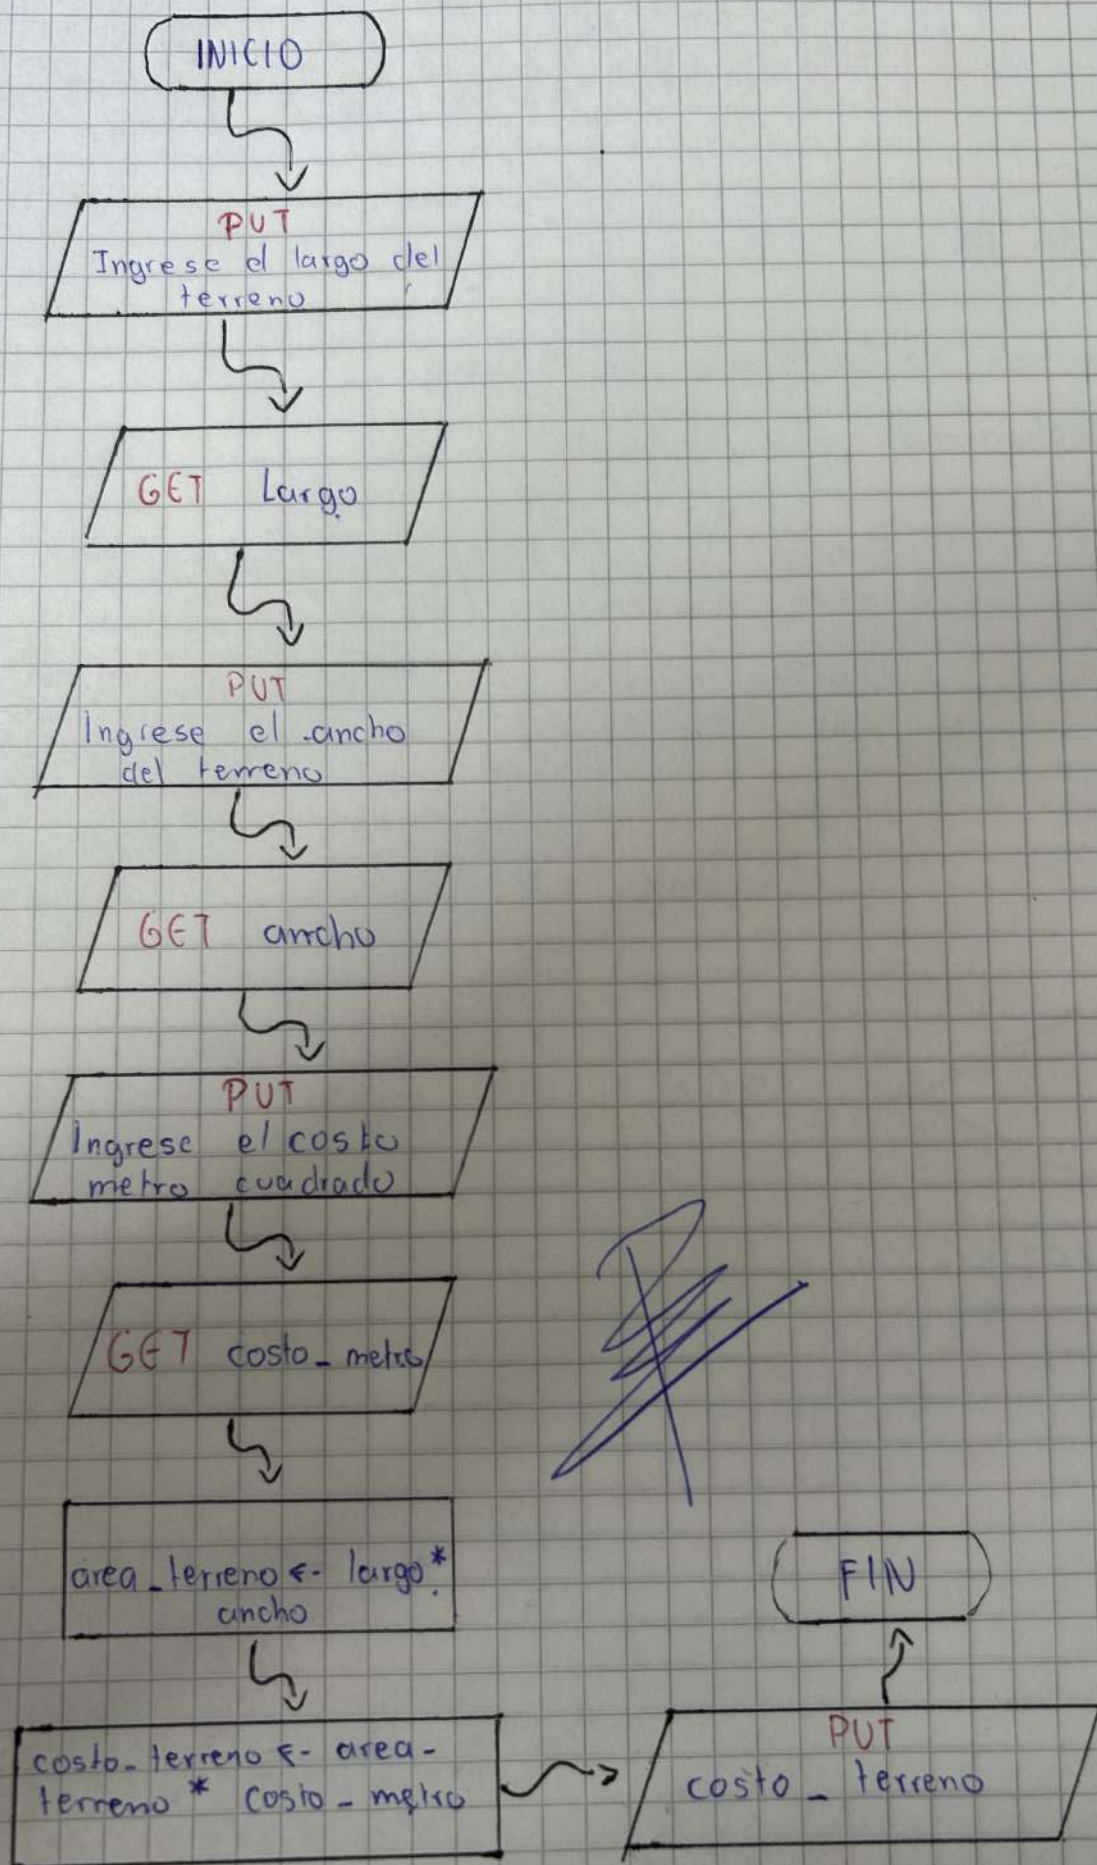 INICIO
PUT
Ingrese el largo del
terreno
GET Largo
PUT
Ingrese el ancho
del terreno
GET ancho
PUT
Ingrese el costo
metro cuadrado
GET costo_metro
area_terreno ← largo *
ancho
costo_terreno ← area_
terreno * costo_metro
PUT
costo_terreno
FIN